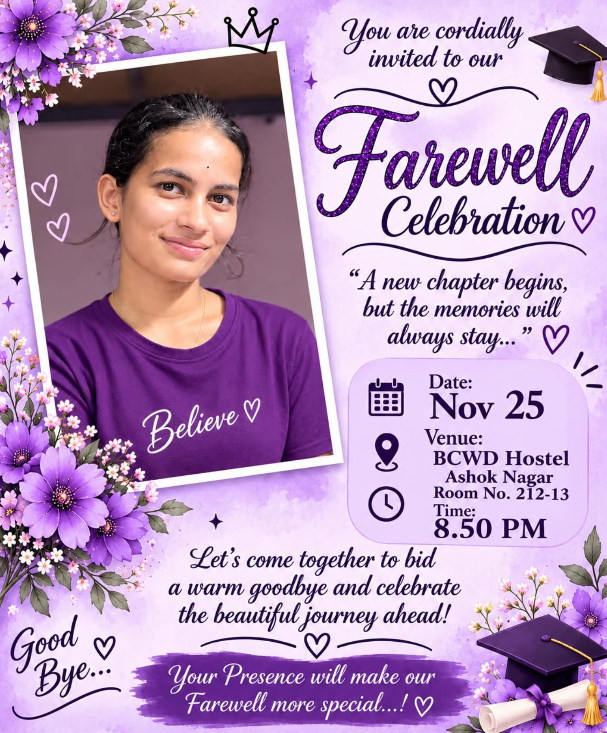 You are cordially
invited to our
Farewell
Celebration
“A new chapter begins,
but the memories will
always stay...”
Believe
Date:
Nov 25
Venue:
BCWD Hostel
Ashok Nagar
Room No. 212-13
Time:
8.50 PM
Let's come together to bid
a warm goodbye and celebrate
the beautiful journey ahead!
Good
Bye...
Your Presence will make our
Farewell more special...!